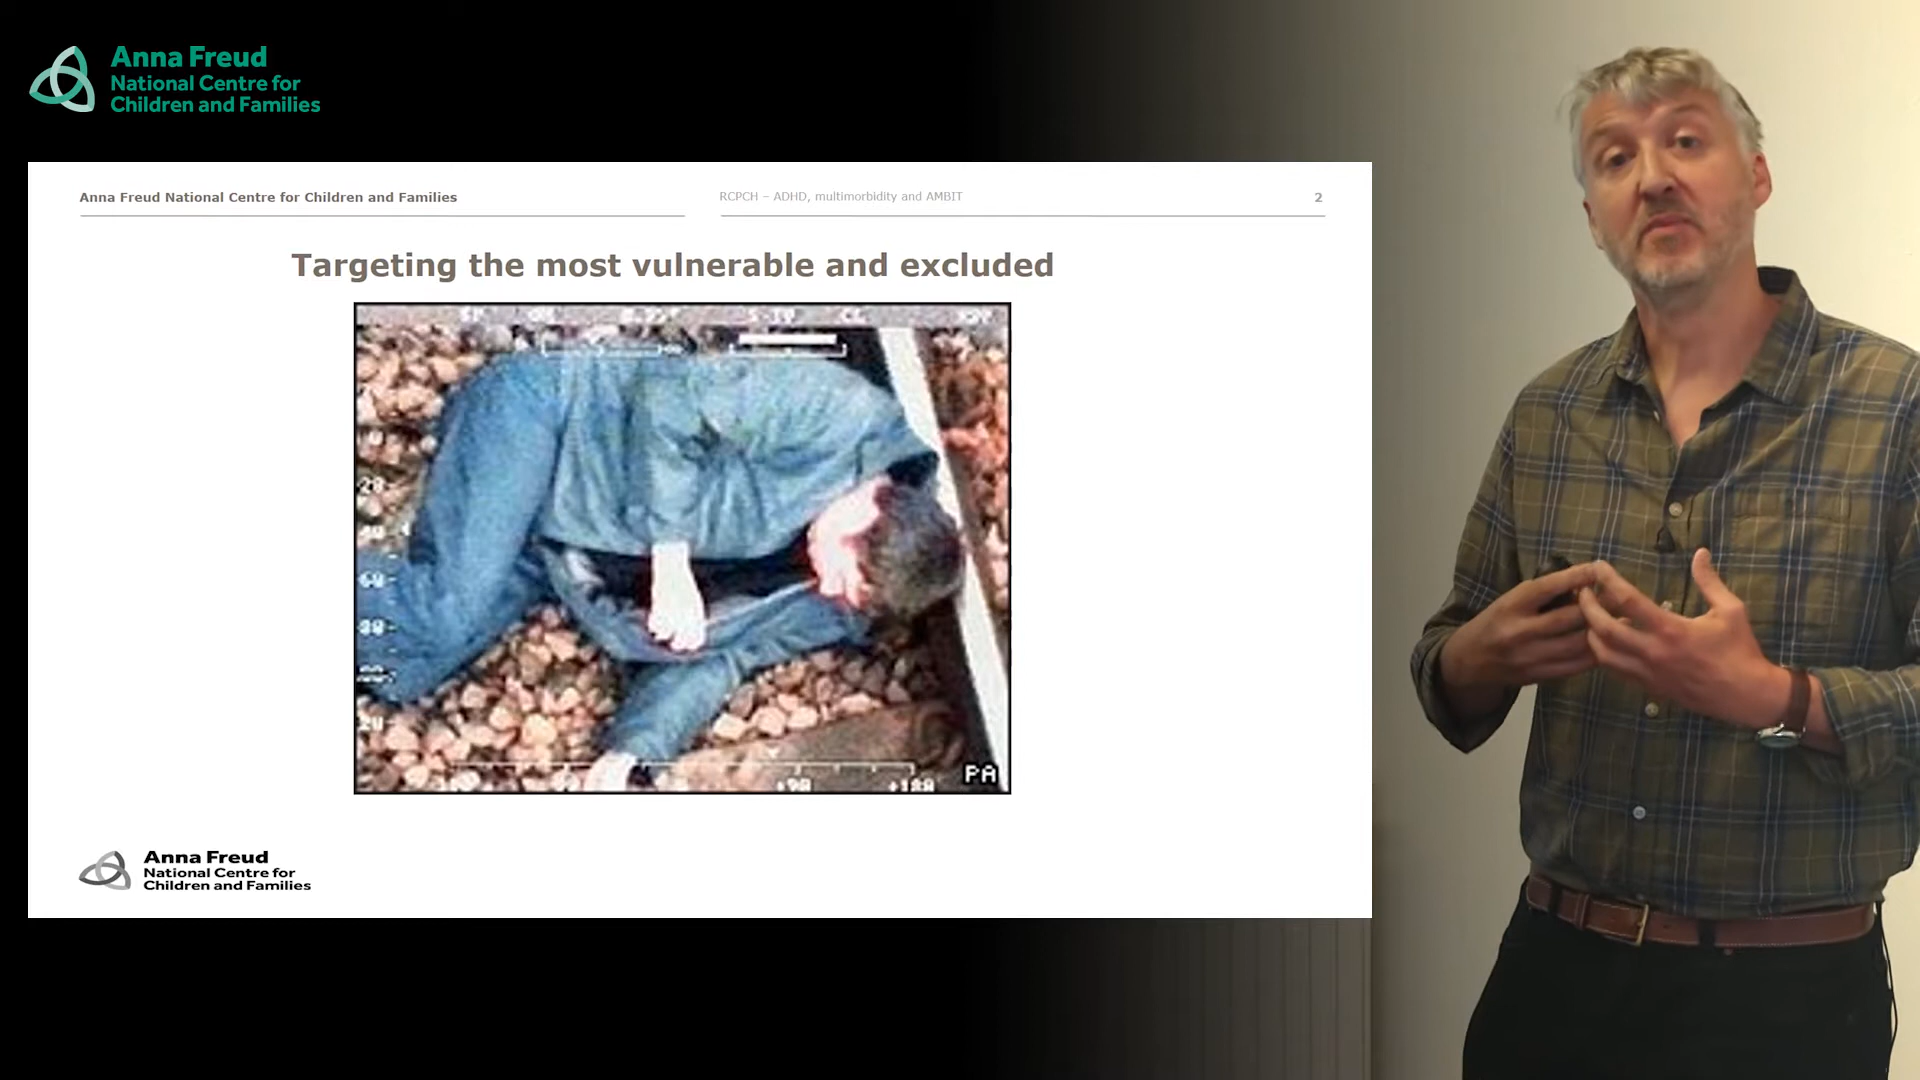 Anna Freud
National Centre for
Children and Families
Anna Freud National Centre for Children and Families
RCPCH – ADHD, multimorbidity and AMBIT
2
Targeting the most vulnerable and excluded
PA
Anna Freud
National Centre for
Children and Families